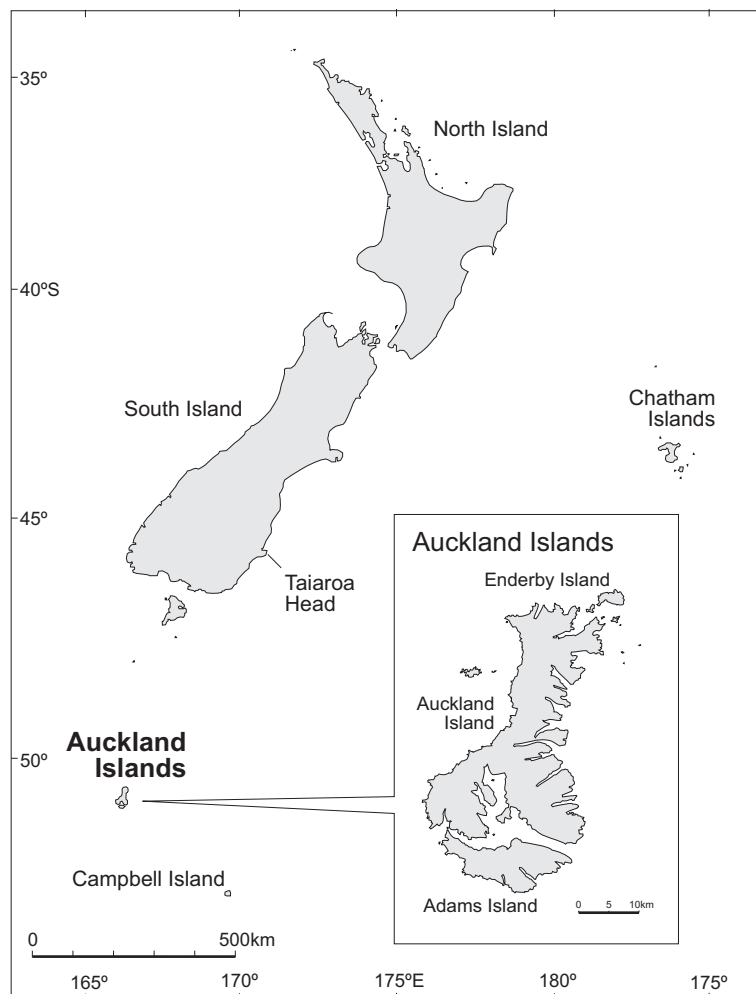 35º
North Island
40ºS
South Island
Chatham
Islands
45º
Taiaroa
Head
Auckland Islands
Enderby Island
Auckland
Island
Adams Island
0 5 10km
50º
Auckland
Islands
Campbell Island
0 500km
165º 170º 175ºE 180º 175º